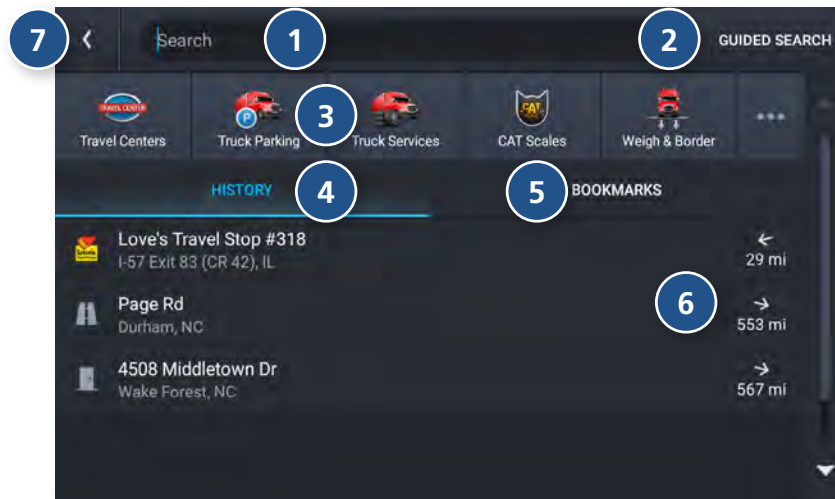 7
Search
1
2
GUIDED SEARCH
TRAVEL CENTER
P
CAT
3
Travel Centers
Truck Parking
Truck Services
CAT Scales
Weigh & Border
HISTORY
4
5
BOOKMARKS
Love's Travel Stop #318
I-57 Exit 83 (CR 42), IL
29 mi
Page Rd
Durham, NC
6
553 mi
4508 Middletown Dr
Wake Forest, NC
567 mi